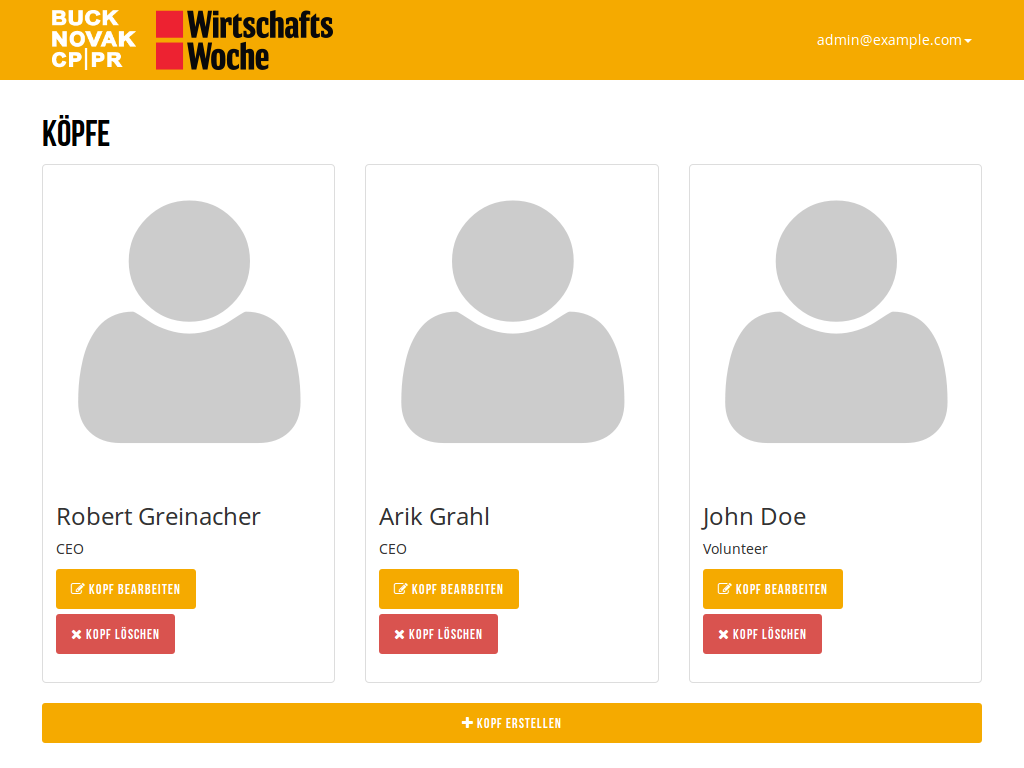 BUCK
NOVAK
CP|PR
Wirtschafts
Woche
admin@example.com
KÖPFE
Robert Greinacher
CEO
KOPF BEARBEITEN
KOPF LÖSCHEN
Arik Grahl
CEO
KOPF BEARBEITEN
KOPF LÖSCHEN
John Doe
Volunteer
KOPF BEARBEITEN
KOPF LÖSCHEN
KOPF ERSTELLEN